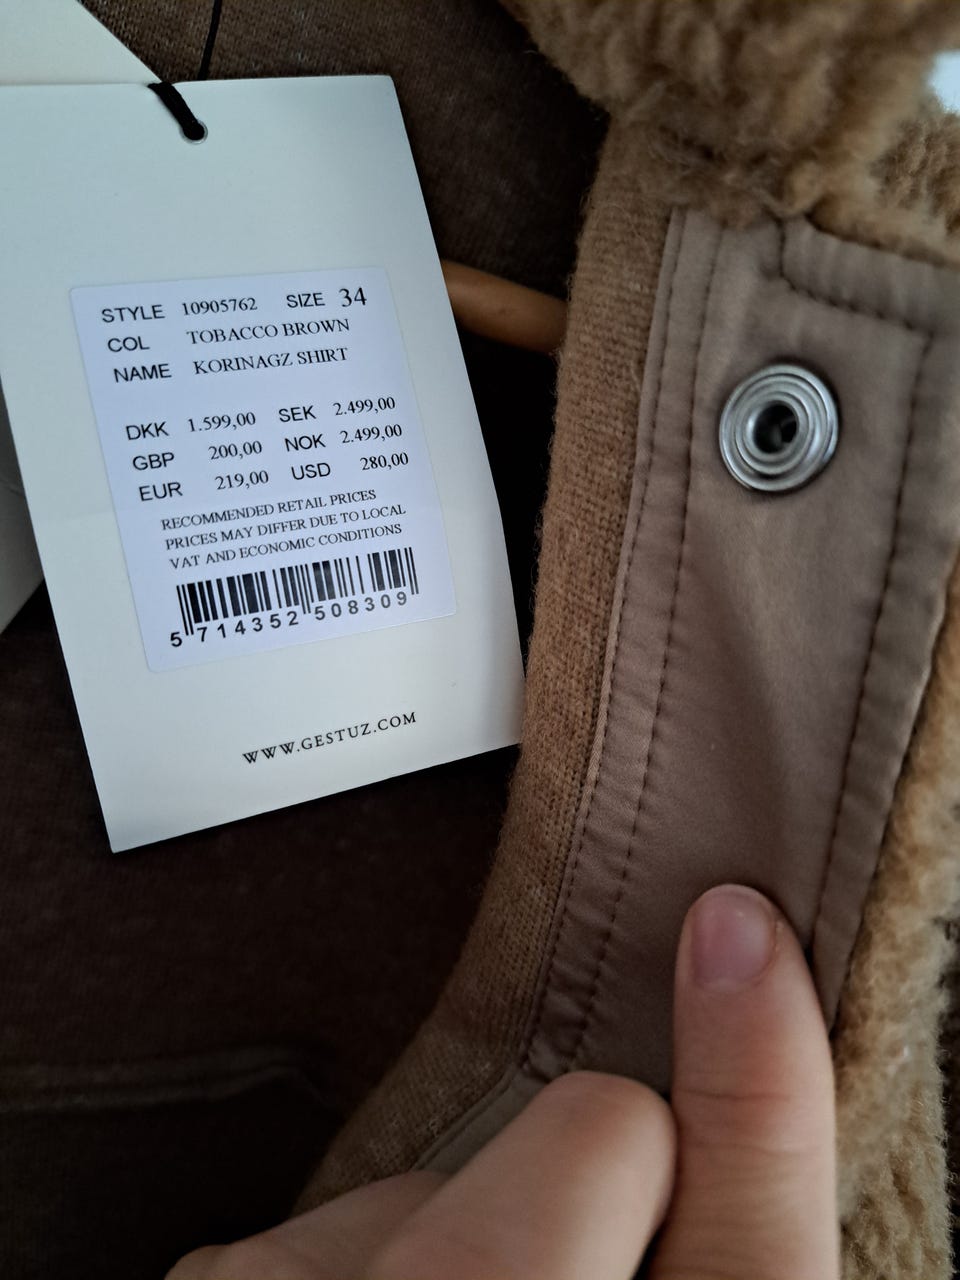 STYLE 10905762 SIZE 34
COL TOBACCO BROWN
NAME KORINAGZ SHIRT
DKK 1.599,00 SEK 2.499,00
GBP 200,00 NOK 2.499,00
EUR 219,00 USD 280,00
RECOMMENDED RETAIL PRICES
PRICES MAY DIFFER DUE TO LOCAL
VAT AND ECONOMIC CONDITIONS
5 714352 508309
WWW.GESTUZ.COM